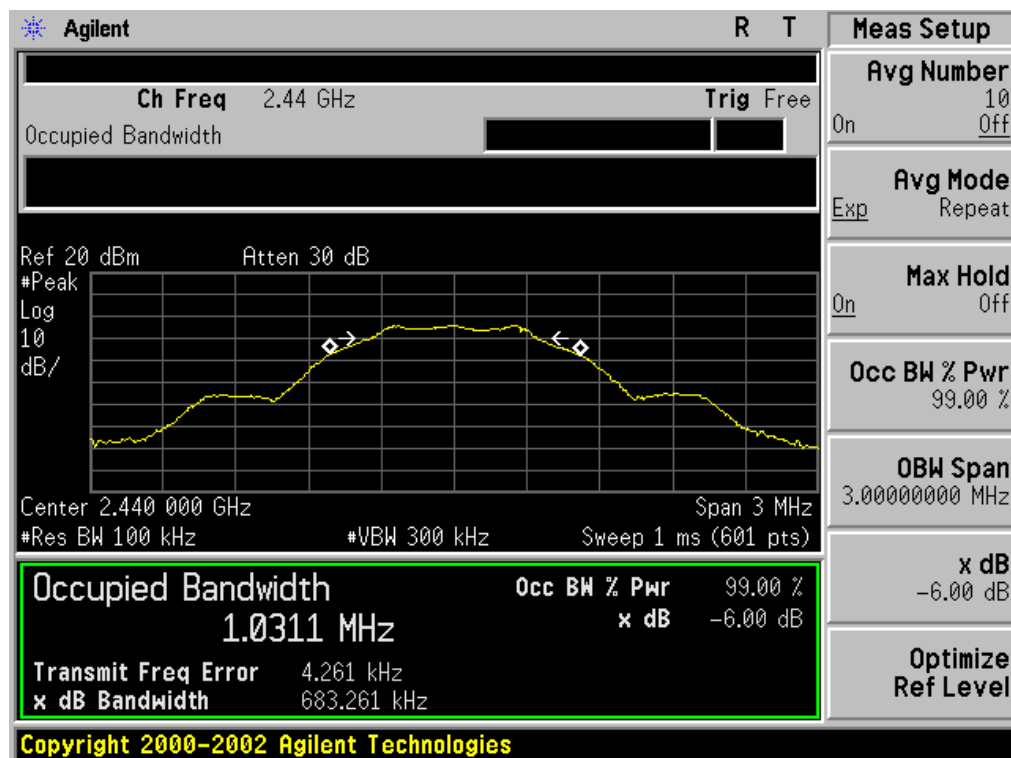 Agilent R T
Meas Setup
Ch Freq 2.44 GHz Trig Free
Occupied Bandwidth
Ref 20 dBm Atten 30 dB
#Peak
Log
10
dB/
Center 2.440 000 GHz Span 3 MHz
#Res BW 100 kHz #VBW 300 kHz Sweep 1 ms (601 pts)
Occupied Bandwidth Occ BW % Pwr 99.00 %
1.0311 MHz x dB -6.00 dB
Transmit Freq Error 4.261 kHz
x dB Bandwidth 683.261 kHz
Avg Number
10
On Off
Avg Mode
Exp Repeat
Max Hold
On Off
Occ BW % Pwr
99.00 %
OBW Span
3.00000000 MHz
x dB
-6.00 dB
Optimize
Ref Level
Copyright 2000-2002 Agilent Technologies